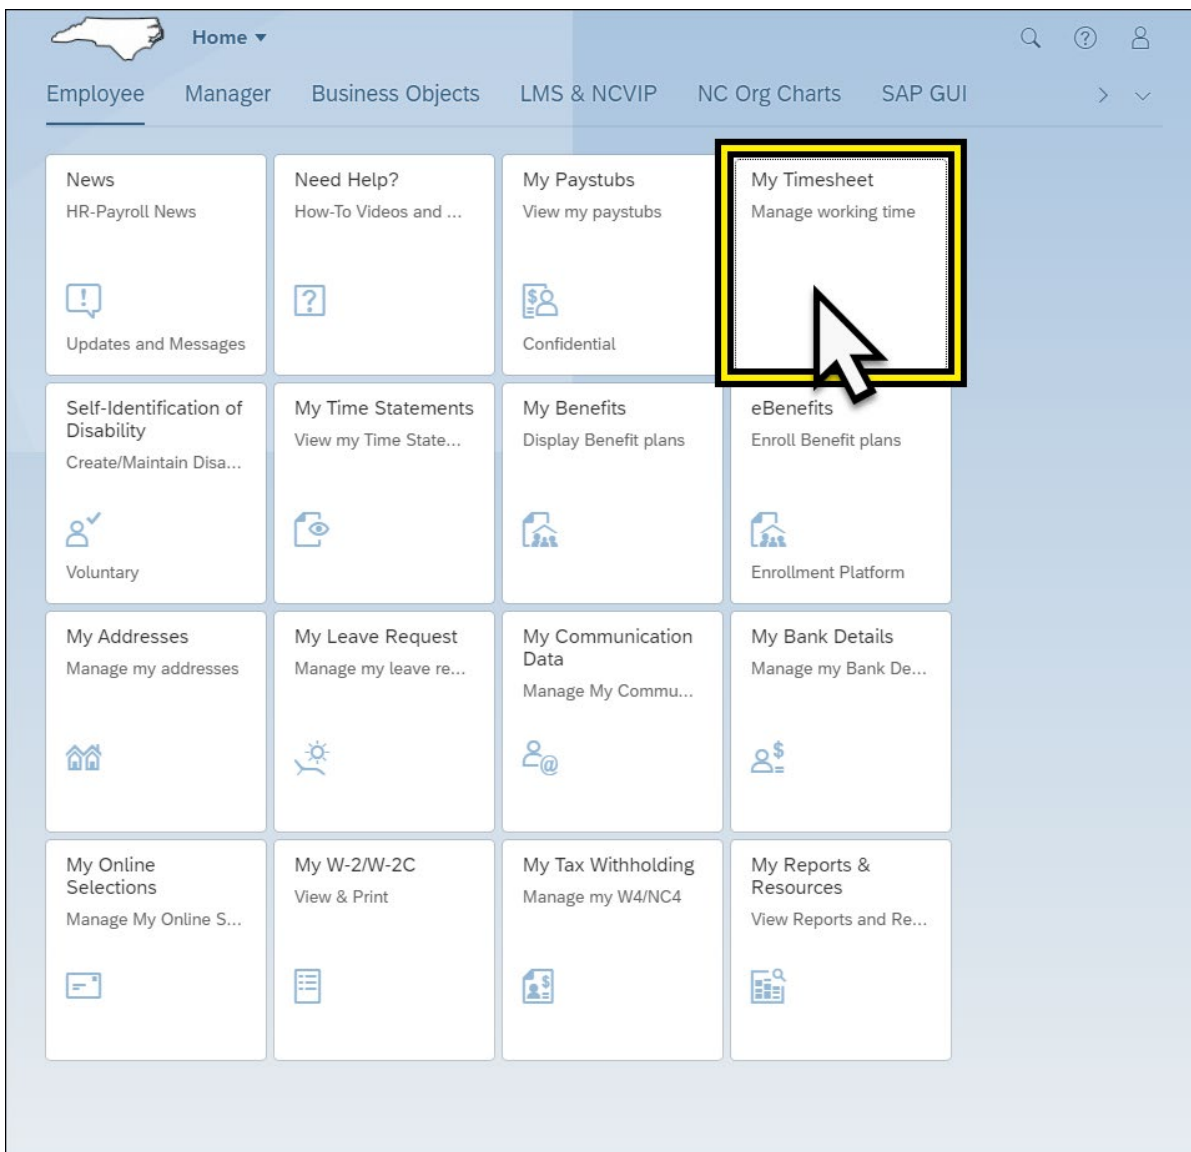 Home
Employee Manager Business Objects LMS & NCVIP NC Org Charts SAP GUI
News
HR-Payroll News
Updates and Messages
Need Help?
How-To Videos and ...
My Paystubs
View my paystubs
Confidential
My Timesheet
Manage working time
Self-Identification of
Disability
Create/Maintain Disa...
Voluntary
My Time Statements
View my Time State...
My Benefits
Display Benefit plans
eBenefits
Enroll Benefit plans
Enrollment Platform
My Addresses
Manage my addresses
My Leave Request
Manage my leave re...
My Communication
Data
Manage My Commu...
My Bank Details
Manage my Bank De...
My Online
Selections
Manage My Online S...
My W-2/W-2C
View & Print
My Tax Withholding
Manage my W4/NC4
My Reports &
Resources
View Reports and Re...